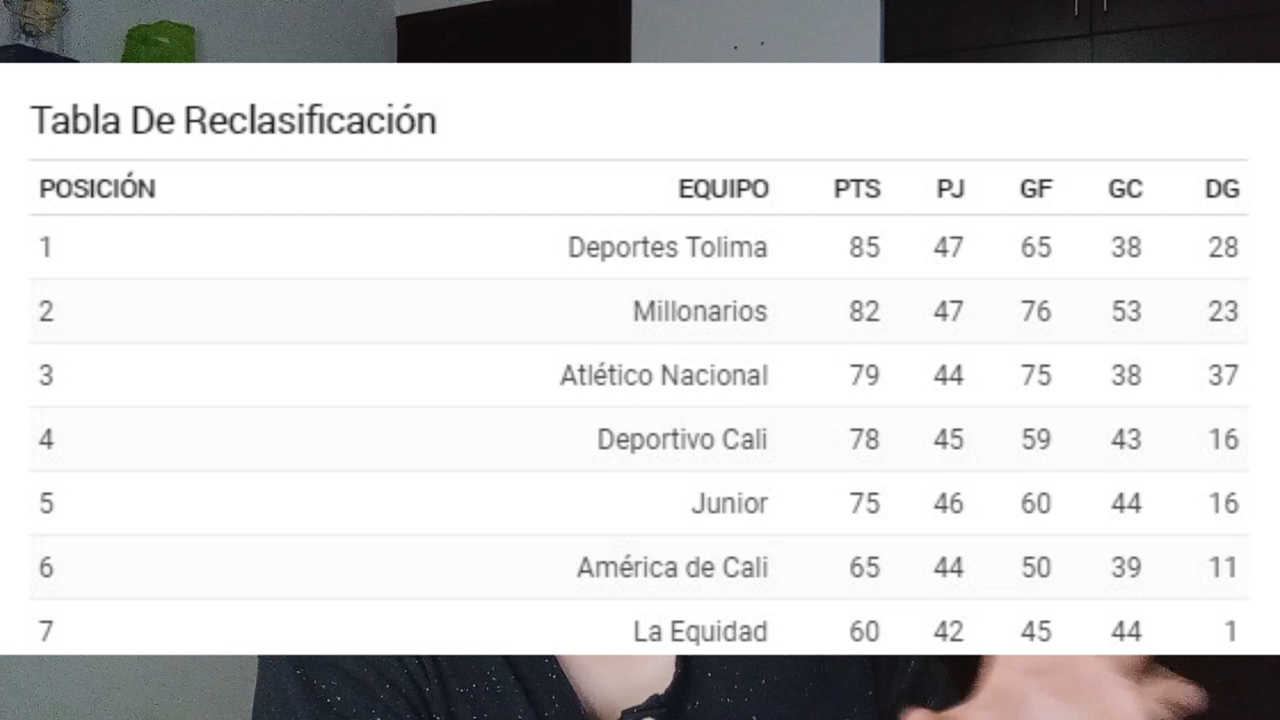 Tabla De Reclasificación
POSICIÓN EQUIPO PTS PJ GF GC DG
1 Deportes Tolima 85 47 65 38 28
2 Millonarios 82 47 76 53 23
3 Atlético Nacional 79 44 75 38 37
4 Deportivo Cali 78 45 59 43 16
5 Junior 75 46 60 44 16
6 América de Cali 65 44 50 39 11
7 La Equidad 60 42 45 44 1